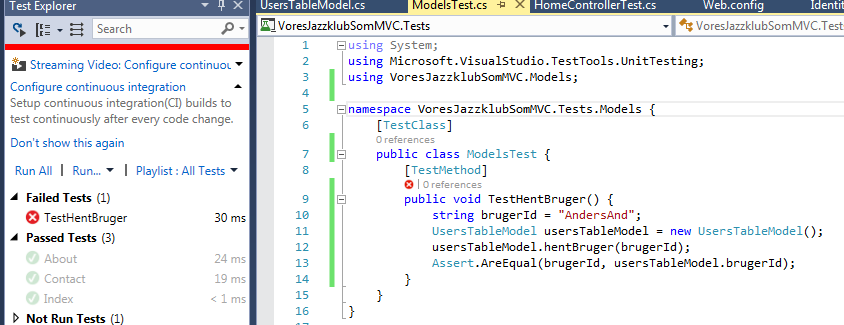 Test Explorer
Search
Streaming Video: Configure continuou
Configure continuous integration
Setup continuous integration(CI) builds to
test continuously after every code change.
Don't show this again
Run All | Run... | Playlist : All Tests
Failed Tests (1)
TestHentBruger 30 ms
Passed Tests (3)
About 24 ms
Contact 19 ms
Index < 1 ms
Not Run Tests (1)
UsersTableModel.cs ModelsTest.cs HomeControllerTest.cs Web.config Identit
VoresJazzklubSomMVC.Tests VoresJazzklubSomMVC.Test
1 using System;
2 using Microsoft.VisualStudio.TestTools.UnitTesting;
3 using VoresJazzklubSomMVC.Models;
4
5 namespace VoresJazzklubSomMVC.Tests.Models {
6 [TestClass]
0 references
7 public class ModelsTest {
8 [TestMethod]
| 0 references
9 public void TestHentBruger() {
10 string brugerId = "AndersAnd";
11 UsersTableModel usersTableModel = new UsersTableModel();
12 usersTableModel.hentBruger(brugerId);
13 Assert.AreEqual(brugerId, usersTableModel.brugerId);
14 }
15 }
16 }